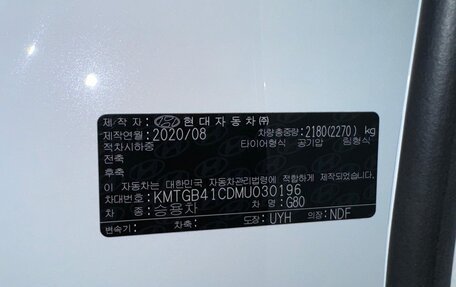 제작자: 현대자동차㈜
제작연월: 2020/08 차량총중량: 2180(2270) kg
적차시하중 타이어형식 공기압 림형식
전축
후축
이 자동차는 대한민국 자동차관리법령에 적합하게 제작되었습니다.
차대번호: KMTGB41CDMU030196
차종: 승용차 차명: G80
변속기: 차축: 도장: UYH 의장: NDF